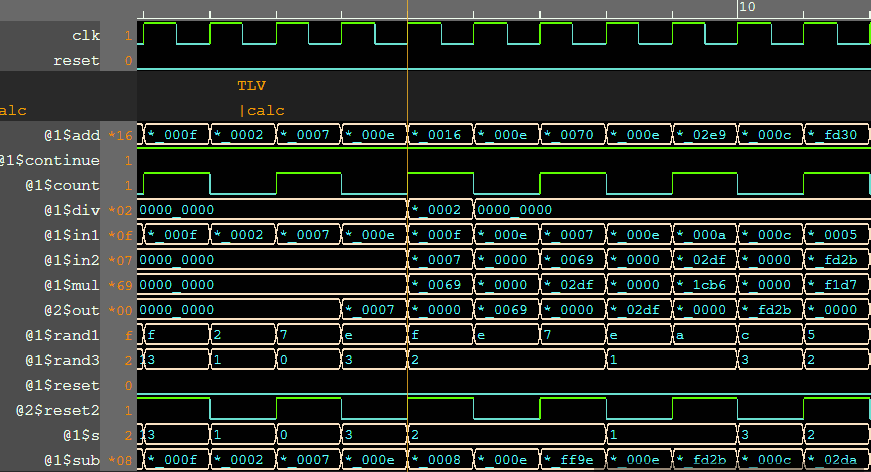 10
clk 1
reset 0
TLV
alc |calc
@1$add *16 *_000f *_0002 *_0007 *_000e *_0016 *_000e *_0070 *_000e *_02e9 *_000c *_fd30
@1$continue 1
@1$count 1
@1$div *02 0000_0000 *_0002 0000_0000
@1$in1 *0f *_000f *_0002 *_0007 *_000e *_000f *_000e *_0007 *_000e *_000a *_000c *_0005
@1$in2 *07 0000_0000 *_0007 *_0000 *_0069 *_0000 *_02df *_0000 *_fd2b
@1$mul *69 0000_0000 *_0069 *_0000 *_02df *_0000 *_1cb6 *_0000 *_f1d7
@2$out *00 0000_0000 *_0007 *_0000 *_0069 *_0000 *_02df *_0000 *_fd2b *_0000
@1$rand1 f f 2 7 e f e 7 e a c 5
@1$rand3 2 3 1 0 3 2 1 3 2
@1$reset 0
@2$reset2 1
@1$s 2 3 1 0 3 2 1 3 2
@1$sub *08 *_000f *_0002 *_0007 *_000e *_0008 *_000e *_ff9e *_000e *_fd2b *_000c *_02da